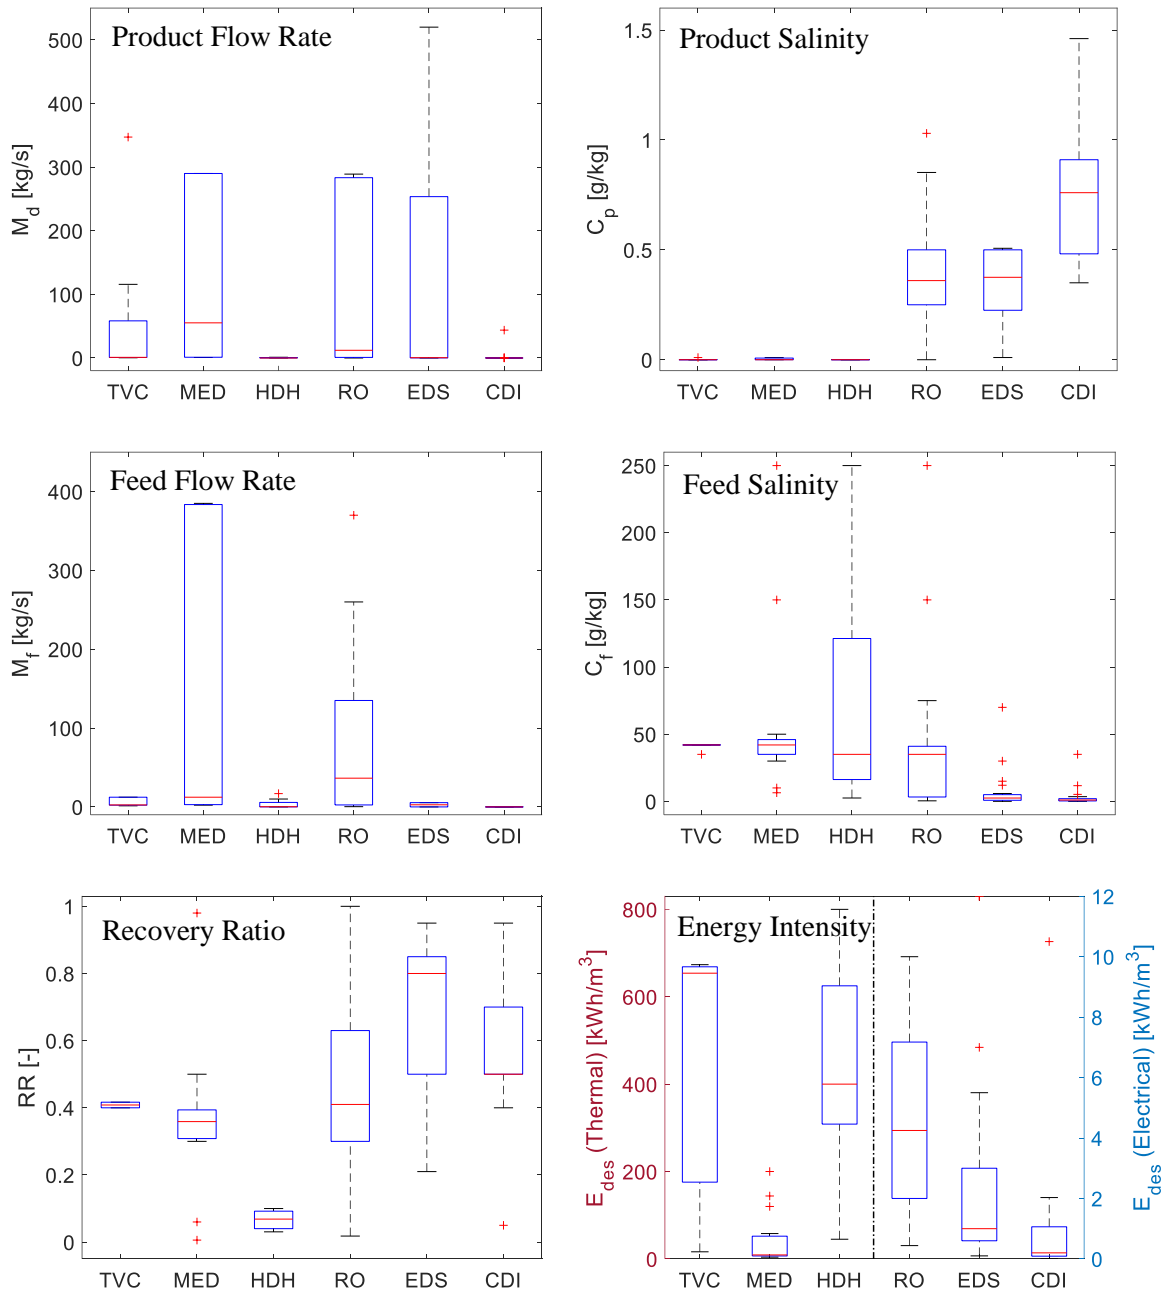 Product Flow Rate
M_d [kg/s]
500
400
300
200
100
0
TVC MED HDH RO EDS CDI
Product Salinity
C_p [g/kg]
1.5
1
0.5
0
TVC MED HDH RO EDS CDI
Feed Flow Rate
M_f [kg/s]
400
300
200
100
0
TVC MED HDH RO EDS CDI
Feed Salinity
C_f [g/kg]
250
200
150
100
50
0
TVC MED HDH RO EDS CDI
Recovery Ratio
RR [-]
1
0.8
0.6
0.4
0.2
0
TVC MED HDH RO EDS CDI
Energy Intensity
E_des (Thermal) [kWh/m^3]
800
600
400
200
0
12
10
8
6
4
2
0
E_des (Electrical) [kWh/m^3]
TVC MED HDH RO EDS CDI